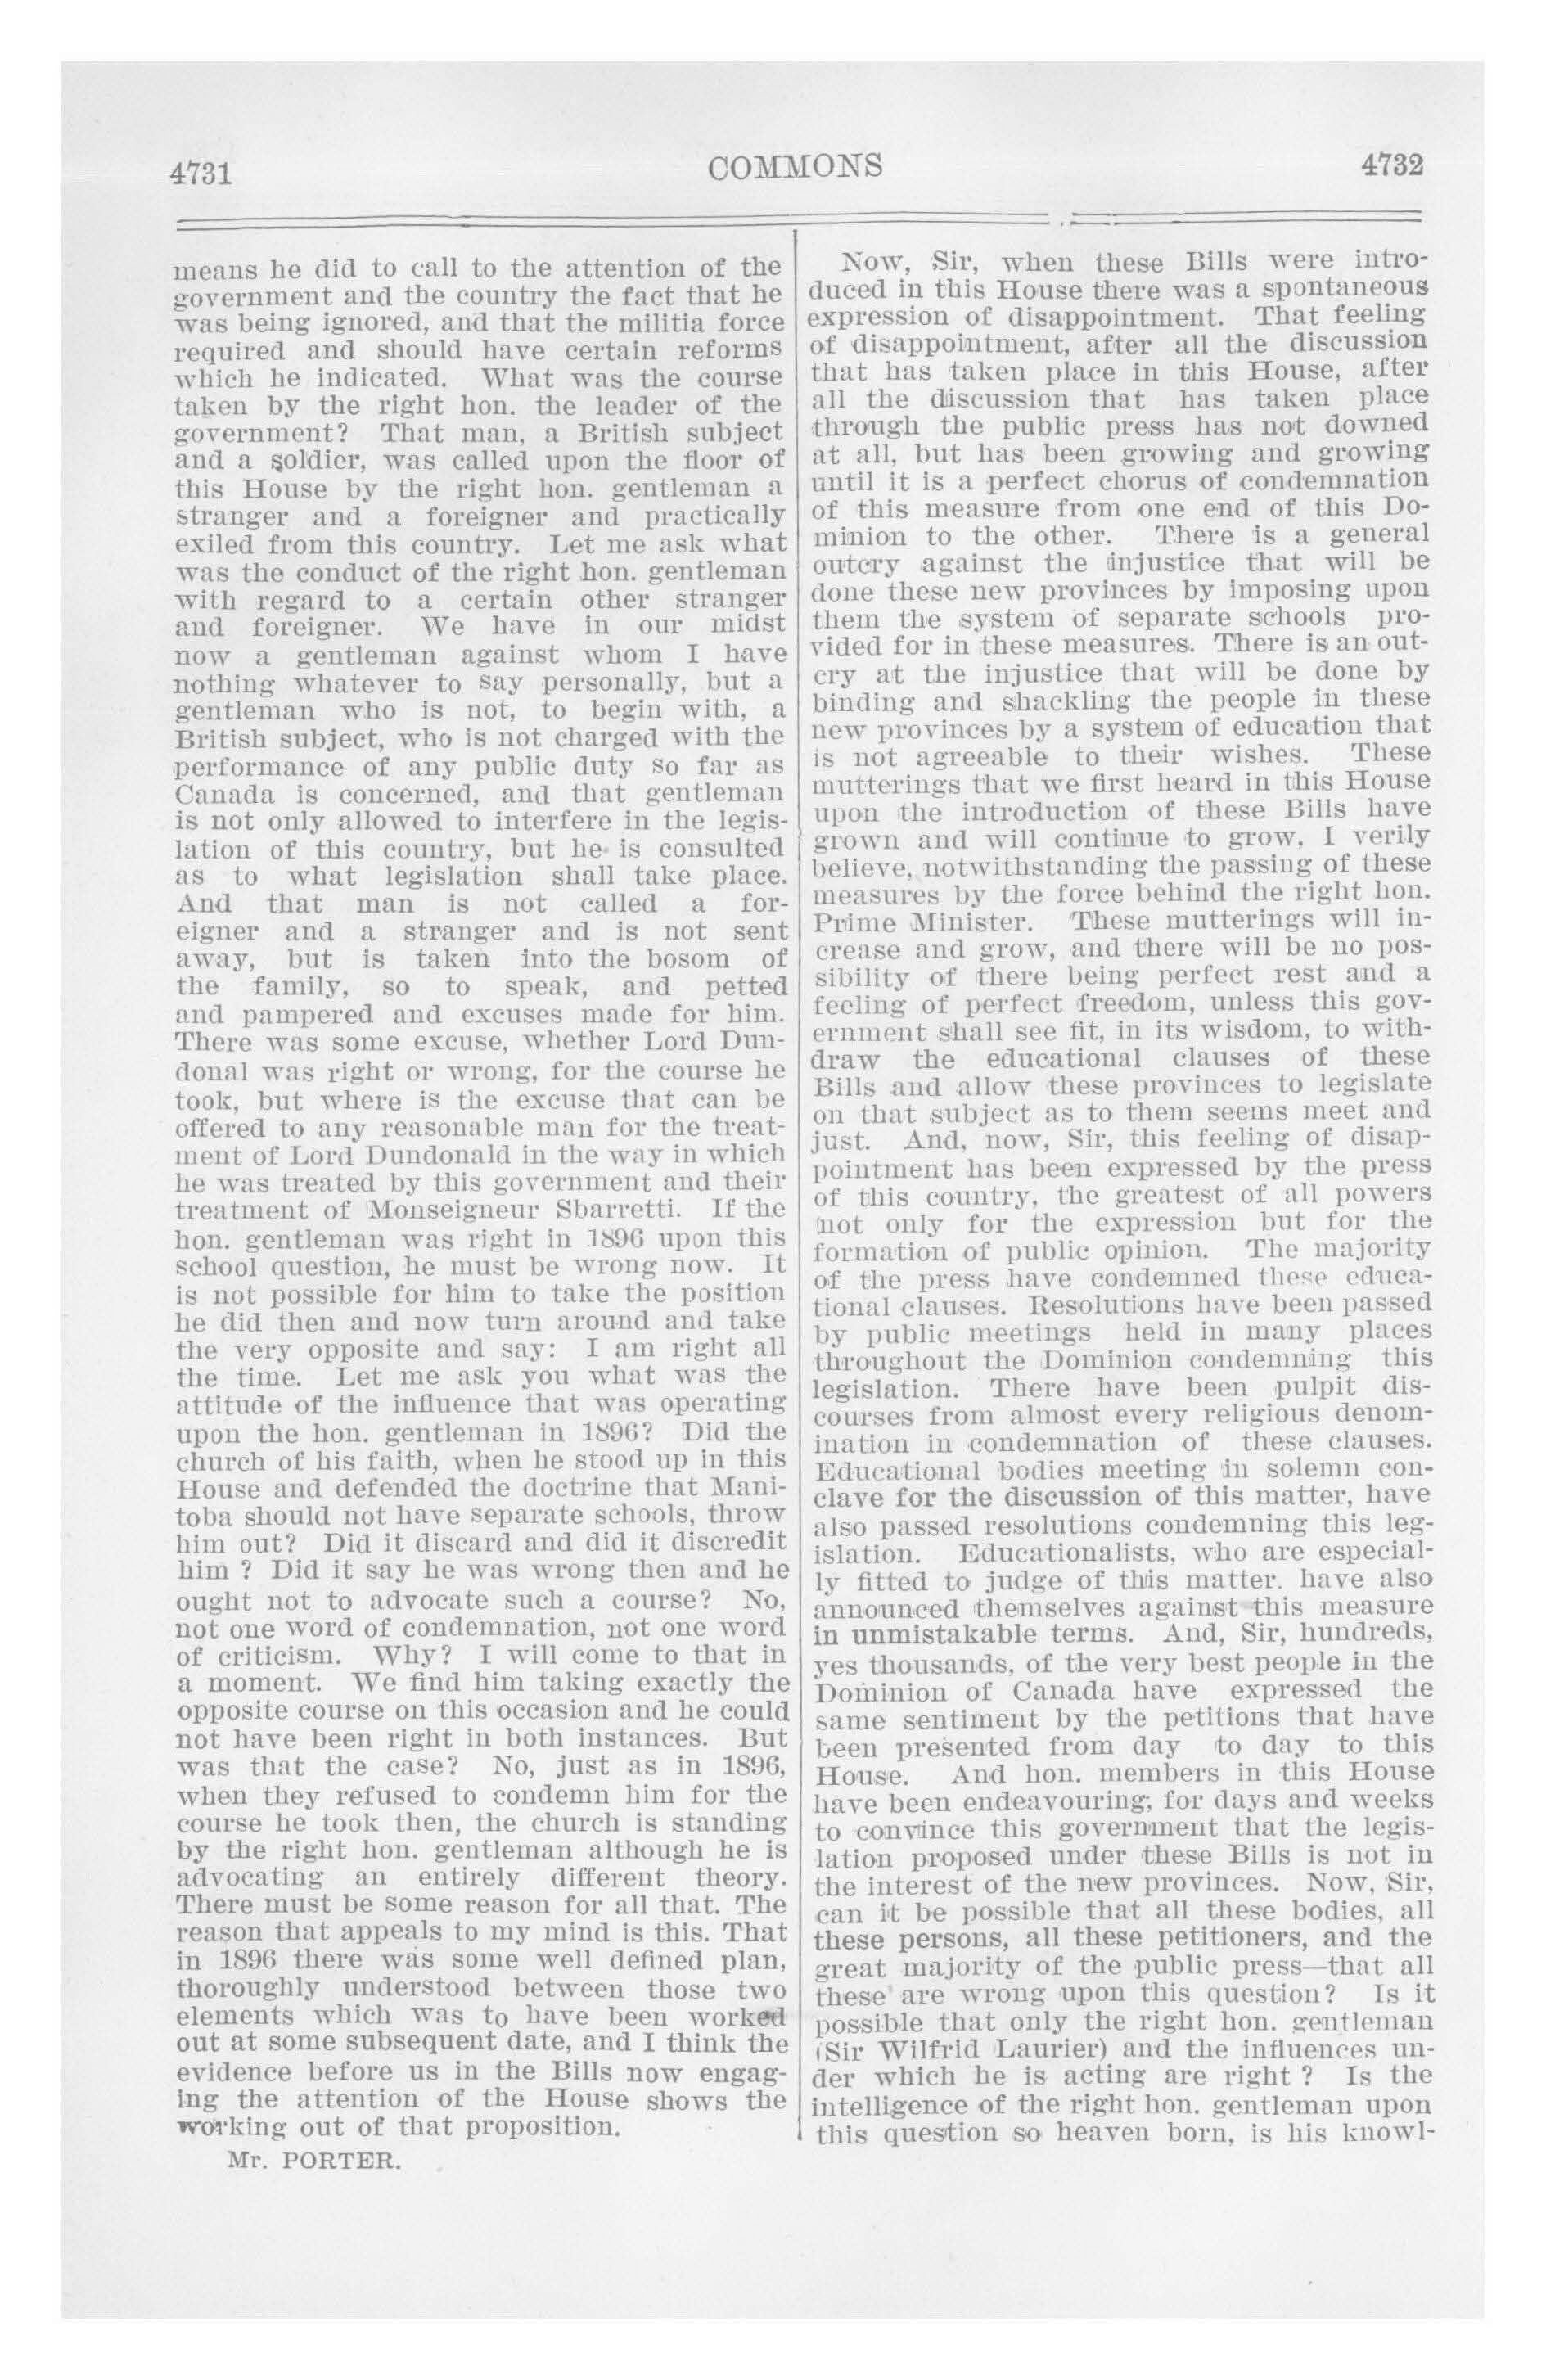 4731
COMMONS
4732
means he did to call to the attention of the
government and the country the fact that he
was being ignored, and that the militia force
required and should have certain reforms
which he indicated. What was the course
taken by the right hon. the leader of the
government? That man, a British subject
and a soldier, was called upon the floor of
this House by the right hon. gentleman a
stranger and a foreigner and practically
exiled from this country. Let me ask what
was the conduct of the right hon. gentleman
with regard to a certain other stranger
and foreigner. We have in our midst
now a gentleman against whom I have
nothing whatever to say personally, but a
gentleman who is not, to begin with, a
British subject, who is not charged with the
performance of any public duty so far as
Canada is concerned, and that gentleman
is not only allowed to interfere in the legis-
lation of this country, but he is consulted
as to what legislation shall take place.
And that man is not called a for-
eigner and a stranger and is not sent
away, but is taken into the bosom of
the family, so to speak, and petted
and pampered and excuses made for him.
There was some excuse, whether Lord Dun-
donal was right or wrong, for the course he
took, but where is the excuse that can be
offered to any reasonable man for the treat-
ment of Lord Dundonald in the way in which
he was treated by this government and their
treatment of Monseigneur Sbarretti. If the
hon. gentleman was right in 1896 upon this
school question, he must be wrong now. It
is not possible for him to take the position
he did then and now turn around and take
the very opposite and say: I am right all
the time. Let me ask you what was the
attitude of the influence that was operating
upon the hon. gentleman in 1896? Did the
church of his faith, when he stood up in this
House and defended the doctrine that Mani-
toba should not have separate schools, throw
him out? Did it discard and did it discredit
him ? Did it say he was wrong then and he
ought not to advocate such a course? No,
not one word of condemnation, not one word
of criticism. Why? I will come to that in
a moment. We find him taking exactly the
opposite course on this occasion and he could
not have been right in both instances. But
was that the case? No, just as in 1896,
when they refused to condemn him for the
course he took then, the church is standing
by the right hon. gentleman although he is
advocating an entirely different theory.
There must be some reason for all that. The
reason that appeals to my mind is this. That
in 1896 there was some well defined plan,
thoroughly understood between those two
elements which was to have been worked
out at some subsequent date, and I think the
evidence before us in the Bills now engag-
ing the attention of the House shows the
working out of that proposition.
Mr. PORTER.
Now, Sir, when these Bills were intro-
duced in this House there was a spontaneous
expression of disappointment. That feeling
of disappointment, after all the discussion
that has taken place in this House, after
all the discussion that has taken place
through the public press has not downed
at all, but has been growing and growing
until it is a perfect chorus of condemnation
of this measure from one end of this Do-
minion to the other. There is a general
outcry against the injustice that will be
done these new provinces by imposing upon
them the system of separate schools pro-
vided for in these measures. There is an out-
cry at the injustice that will be done by
binding and shackling the people in these
new provinces by a system of education that
is not agreeable to their wishes. These
mutterings that we first heard in this House
upon the introduction of these Bills have
grown and will continue to grow, I verily
believe, notwithstanding the passing of these
measures by the force behind the right hon.
Prime Minister. These mutterings will in-
crease and grow, and there will be no pos-
sibility of there being perfect rest and a
feeling of perfect freedom, unless this gov-
ernment shall see fit, in its wisdom, to with-
draw the educational clauses of these
Bills and allow these provinces to legislate
on that subject as to them seems meet and
just. And, now, Sir, this feeling of disap-
pointment has been expressed by the press
of this country, the greatest of all powers
not only for the expression but for the
formation of public opinion. The majority
of the press have condemned these educa-
tional clauses. Resolutions have been passed
by public meetings held in many places
throughout the Dominion condemning this
legislation. There have been pulpit dis-
courses from almost every religious denom-
ination in condemnation of these clauses.
Educational bodies meeting in solemn con-
clave for the discussion of this matter, have
also passed resolutions condemning this leg-
islation. Educationalists, who are especial-
ly fitted to judge of this matter. have also
announced themselves against this measure
in unmistakable terms. And, Sir, hundreds,
yes thousands, of the very best people in the
Dominion of Canada have expressed the
same sentiment by the petitions that have
been presented from day to day to this
House. And hon. members in this House
have been endeavouring, for days and weeks
to convince this government that the legis-
lation proposed under these Bills is not in
the interest of the new provinces. Now, Sir,
can it be possible that all these bodies, all
these persons, all these petitioners, and the
great majority of the public press—that all
these are wrong upon this question? Is it
possible that only the right hon. gentleman
(Sir Wilfrid Laurier) and the influences un-
der which he is acting are right ? Is the
intelligence of the right hon. gentleman upon
this question so heaven born, is his knowl-